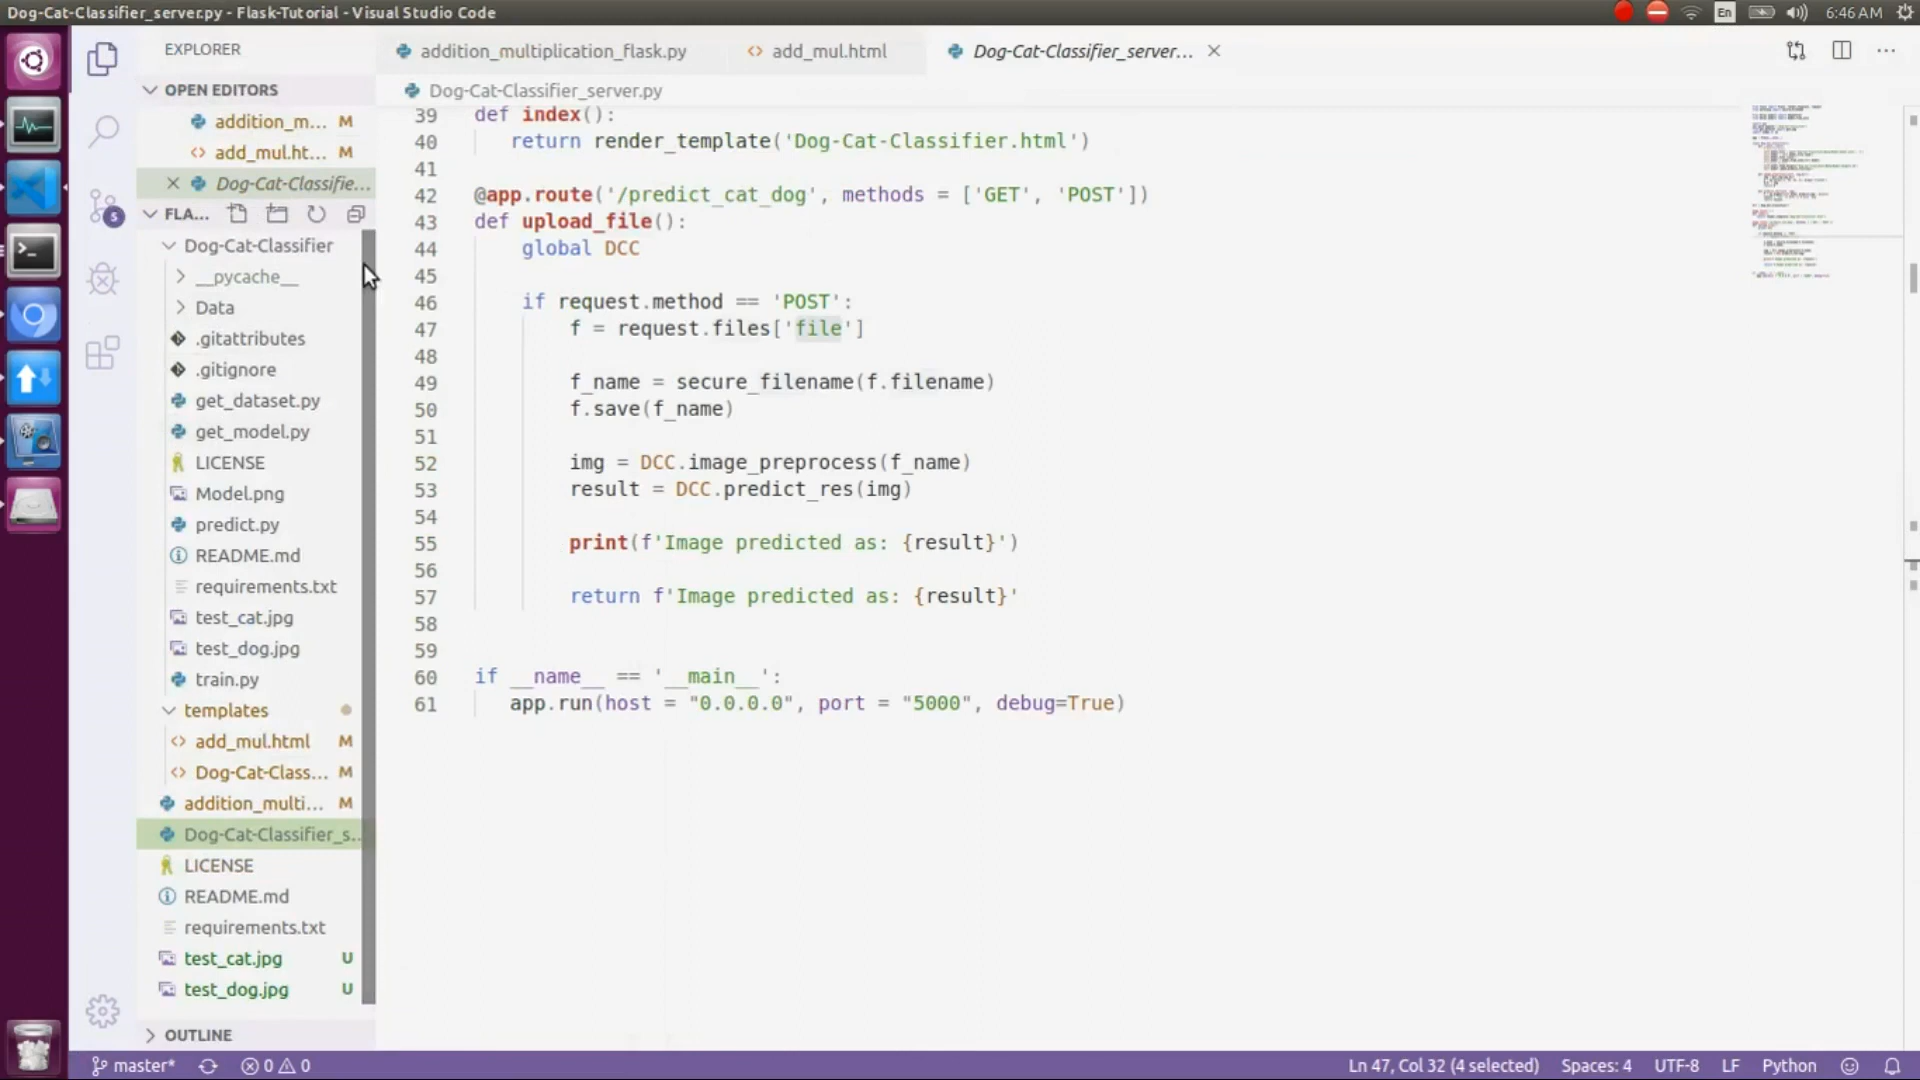 Dog-Cat-Classifier_server.py - Flask-Tutorial - Visual Studio Code
En
6:46 AM
EXPLORER
OPEN EDITORS
addition_m... M
add_mul.ht... M
Dog-Cat-Classifie...
FLA...
Dog-Cat-Classifier
__pycache__
Data
.gitattributes
.gitignore
get_dataset.py
get_model.py
LICENSE
Model.png
predict.py
README.md
requirements.txt
test_cat.jpg
test_dog.jpg
train.py
templates
add_mul.html M
Dog-Cat-Class... M
addition_multi... M
Dog-Cat-Classifier_s...
LICENSE
README.md
requirements.txt
test_cat.jpg U
test_dog.jpg U
OUTLINE
5
addition_multiplication_flask.py
add_mul.html
Dog-Cat-Classifier_server...
Dog-Cat-Classifier_server.py
39 def index():
40 return render_template('Dog-Cat-Classifier.html')
41
42 @app.route('/predict_cat_dog', methods = ['GET', 'POST'])
43 def upload_file():
44 global DCC
45
46 if request.method == 'POST':
47 f = request.files['file']
48
49 f_name = secure_filename(f.filename)
50 f.save(f_name)
51
52 img = DCC.image_preprocess(f_name)
53 result = DCC.predict_res(img)
54
55 print(f'Image predicted as: {result}')
56
57 return f'Image predicted as: {result}'
58
59
60 if __name__ == '__main__':
61 app.run(host = "0.0.0.0", port = "5000", debug=True)
master*
0
0
Ln 47, Col 32 (4 selected)
Spaces: 4
UTF-8
LF
Python